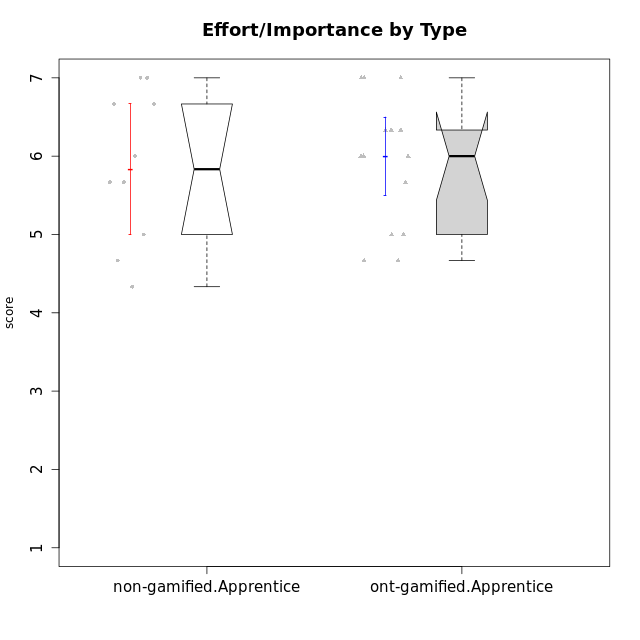 Effort/Importance by Type
7
6
5
4
3
2
1
score
non-gamified.Apprentice
ont-gamified.Apprentice